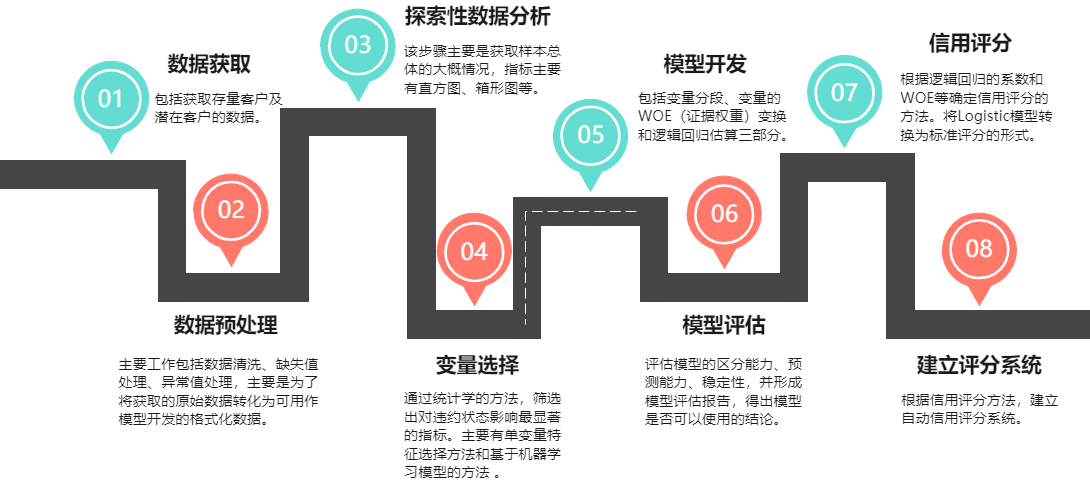 01
数据获取
包括获取存量客户及
潜在客户的数据。
02
数据预处理
主要工作包括数据清洗、缺失值
处理、异常值处理，主要是为了
将获取的原始数据转化为可用作
模型开发的格式化数据。
03
探索性数据分析
该步骤主要是获取样本总
体的大概情况，指标主要
有直方图、箱形图等。
04
变量选择
通过统计学的方法，筛选
出对违约状态影响最显著
的指标。主要有单变量特
征选择方法和基于机器学
习模型的方法 。
05
模型开发
包括变量分段、变量的
WOE（证据权重）变换
和逻辑回归估算三部分。
06
模型评估
评估模型的区分能力、预
测能力、稳定性，并形成
模型评估报告，得出模型
是否可以使用的结论。
07
信用评分
根据逻辑回归的系数和
WOE等确定信用评分的
方法。将Logistic模型转
换为标准评分的形式。
08
建立评分系统
根据信用评分方法，建立
自动信用评分系统。